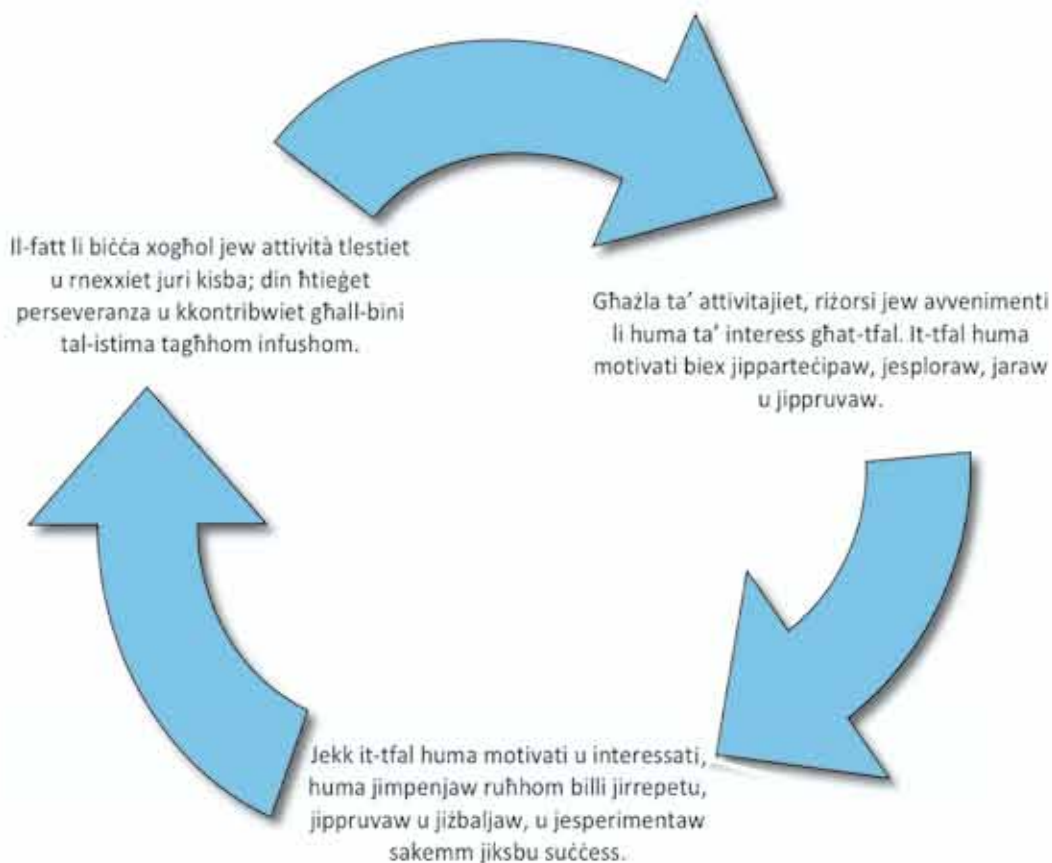 Il-fatt li biċċa xogħol jew attività tlestiet
u rnexxiet juri kisba; din ħtieġet
perseveranza u kkontribwiet għall-bini
tal-istima tagħhom infushom.
Għażla ta’ attivitajiet, riżorsi jew avvenimenti
li huma ta’ interess għat-tfal. It-tfal huma
motivati biex jipparteċipaw, jesploraw, jaraw
u jippruvaw.
Jekk it-tfal huma motivati u interessati,
huma jimpenjaw ruħhom billi jirrepetu,
jippruvaw u jiżbaljaw, u jesperimentaw
sakemm jiksbu suċċess.